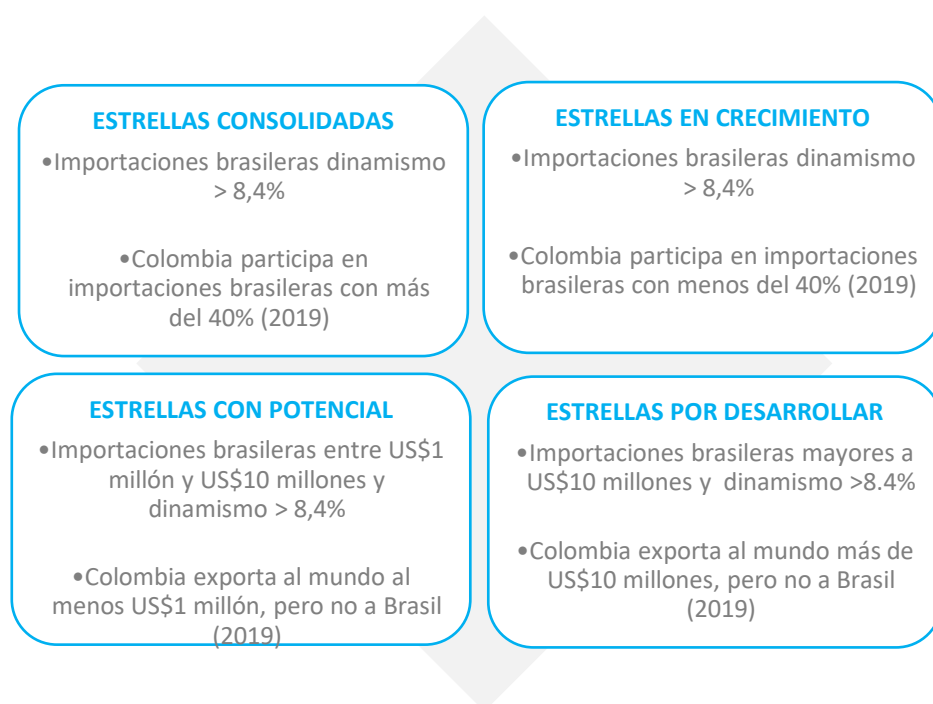 ESTRELLAS CONSOLIDADAS
•Importaciones brasileras dinamismo
> 8,4%
•Colombia participa en
importaciones brasileras con más
del 40% (2019)
ESTRELLAS EN CRECIMIENTO
•Importaciones brasileras dinamismo
> 8,4%
•Colombia participa en importaciones
brasileras con menos del 40% (2019)
ESTRELLAS CON POTENCIAL
•Importaciones brasileras entre US$1
millón y US$10 millones y
dinamismo > 8,4%
•Colombia exporta al mundo al
menos US$1 millón, pero no a Brasil
(2019)
ESTRELLAS POR DESARROLLAR
•Importaciones brasileras mayores a
US$10 millones y dinamismo >8.4%
•Colombia exporta al mundo más de
US$10 millones, pero no a Brasil
(2019)